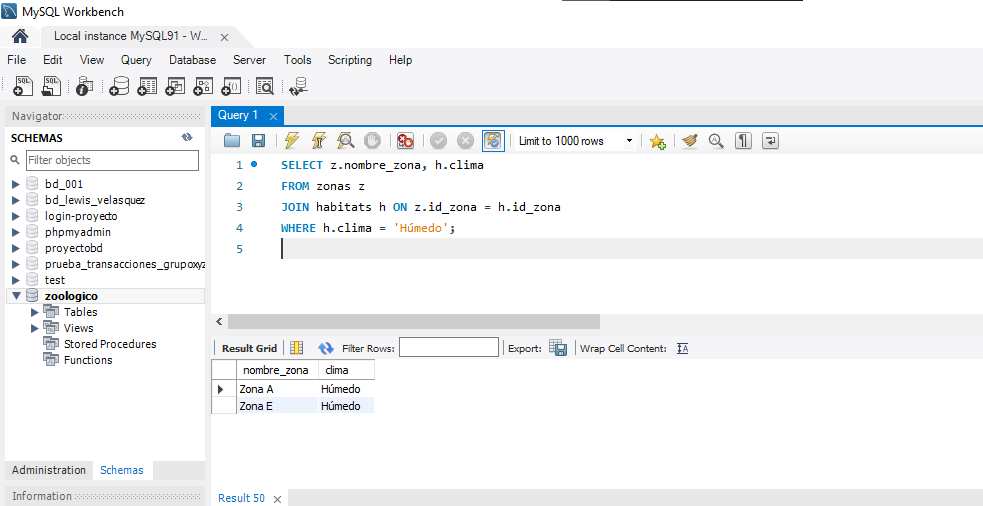 MySQL Workbench
Local instance MySQL91 - W... ×
File Edit View Query Database Server Tools Scripting Help
Navigator
SCHEMAS
Filter objects
bd_001
bd_lewis_velasquez
login-proyecto
phpmyadmin
proyectobd
prueba_transacciones_grupoxyz
test
zoologico
Tables
Views
Stored Procedures
Functions
Administration Schemas
Information
Query 1 ×
Limit to 1000 rows
1 SELECT z.nombre_zona, h.clima
2 FROM zonas z
3 JOIN habitats h ON z.id_zona = h.id_zona
4 WHERE h.clima = 'Húmedo';
5
Result Grid Filter Rows: Export: Wrap Cell Content: IA
nombre_zona clima
Zona A Húmedo
Zona E Húmedo
Result 50 ×